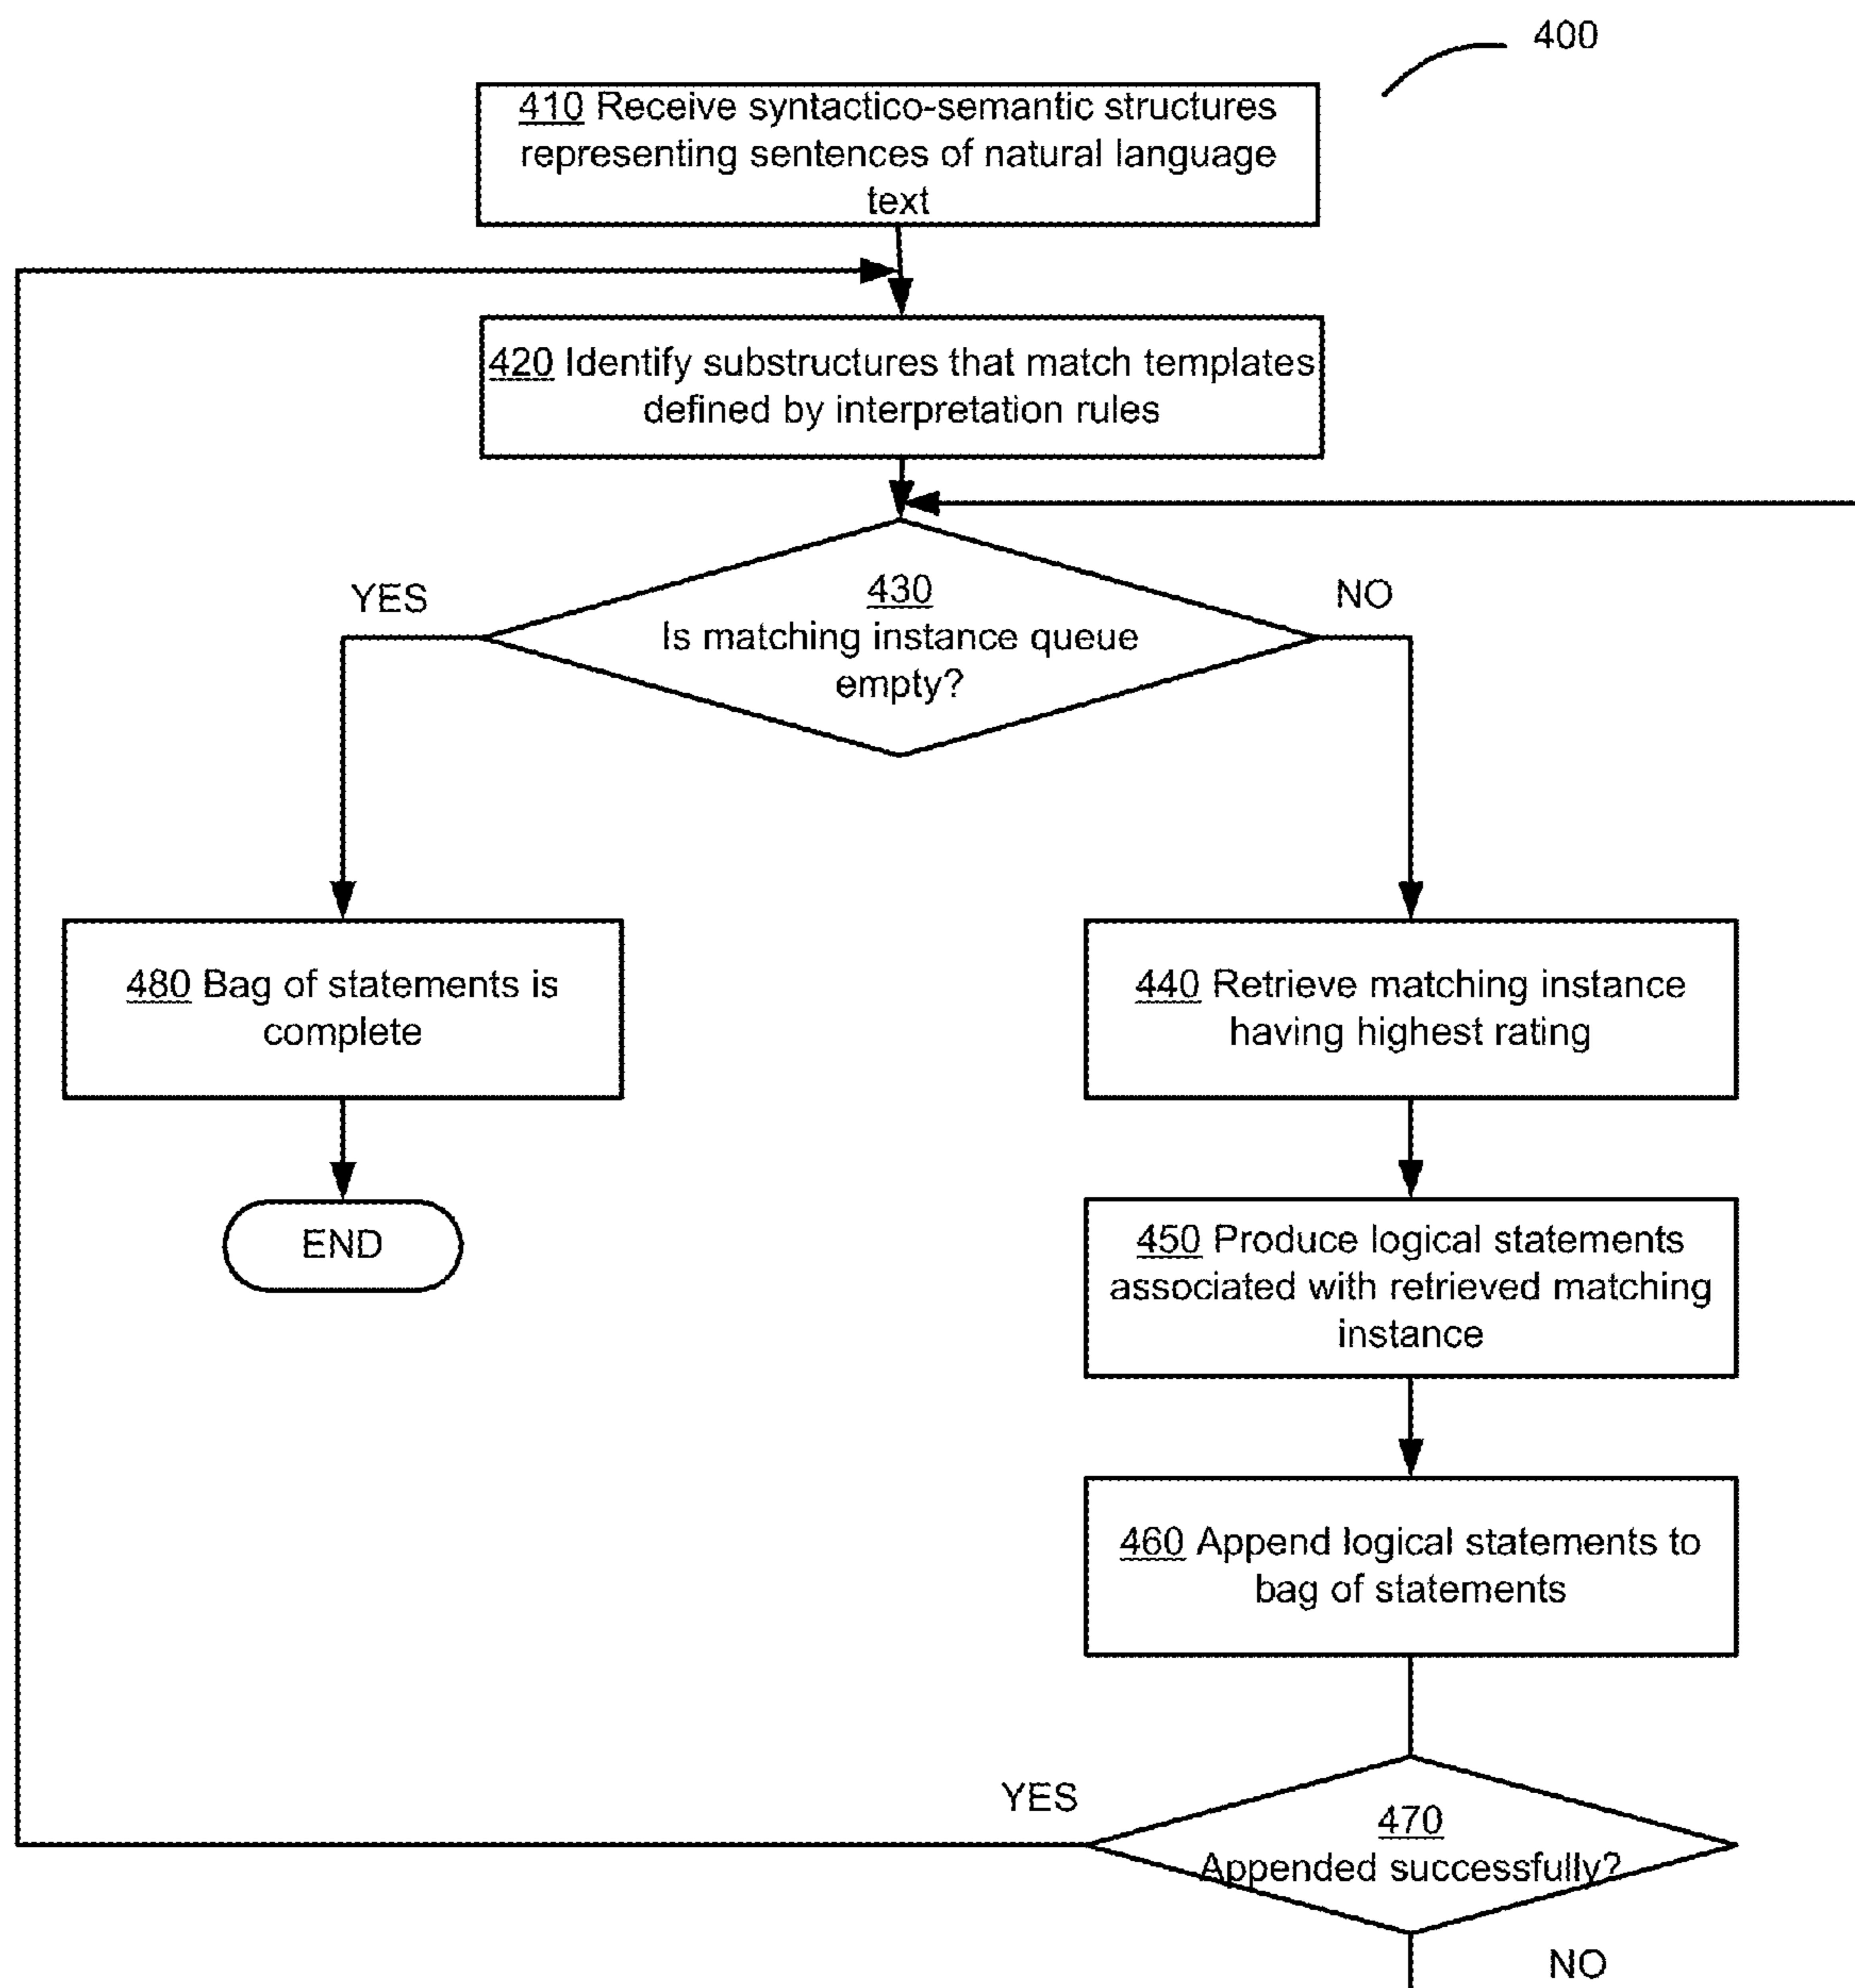 400
410 Receive syntactico-semantic structures
representing sentences of natural language
text
420 Identify substructures that match templates
defined by interpretation rules
YES
430
NO
Is matching instance queue
empty?
480 Bag of statements is
complete
440 Retrieve matching instance
having highest rating
END
450 Produce logical statements
associated with retrieved matching
instance
460 Append logical statements to
bag of statements
YES
470
Appended successfully?
NO